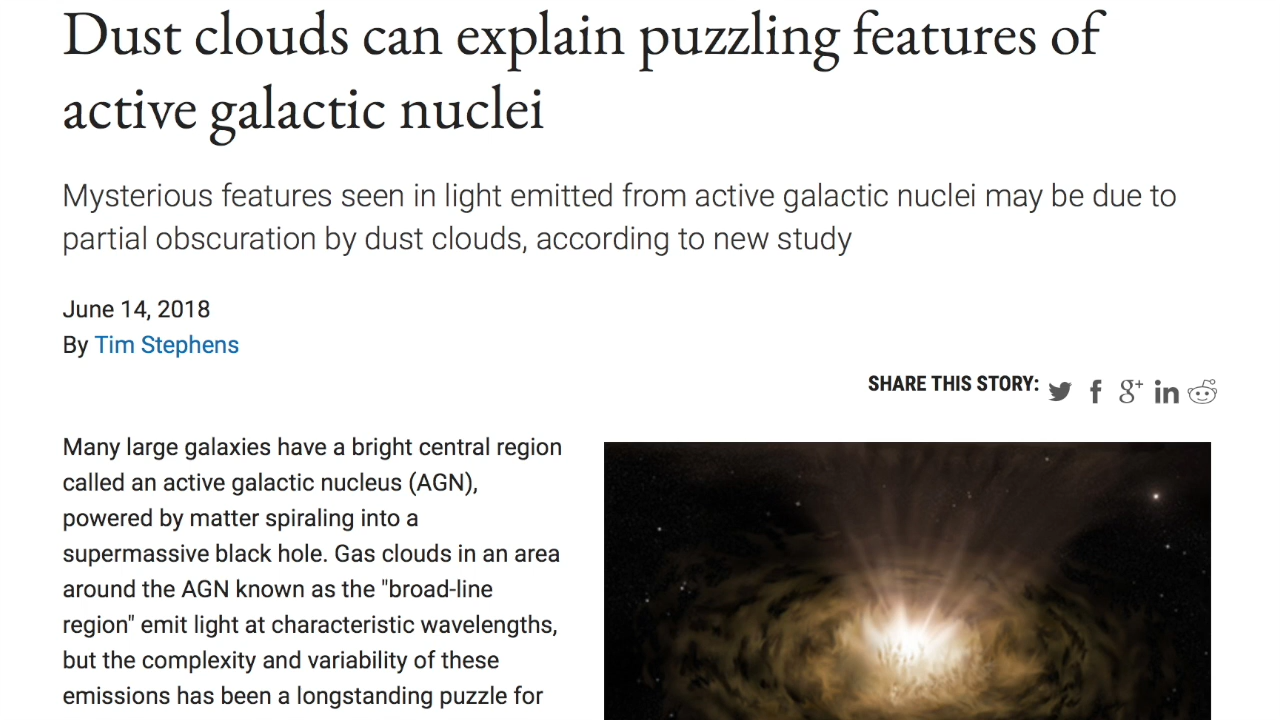 Dust clouds can explain puzzling features of
active galactic nuclei
Mysterious features seen in light emitted from active galactic nuclei may be due to
partial obscuration by dust clouds, according to new study
June 14, 2018
By Tim Stephens
SHARE THIS STORY:
Many large galaxies have a bright central region
called an active galactic nucleus (AGN),
powered by matter spiraling into a
supermassive black hole. Gas clouds in an area
around the AGN known as the "broad-line
region" emit light at characteristic wavelengths,
but the complexity and variability of these
emissions has been a longstanding puzzle for